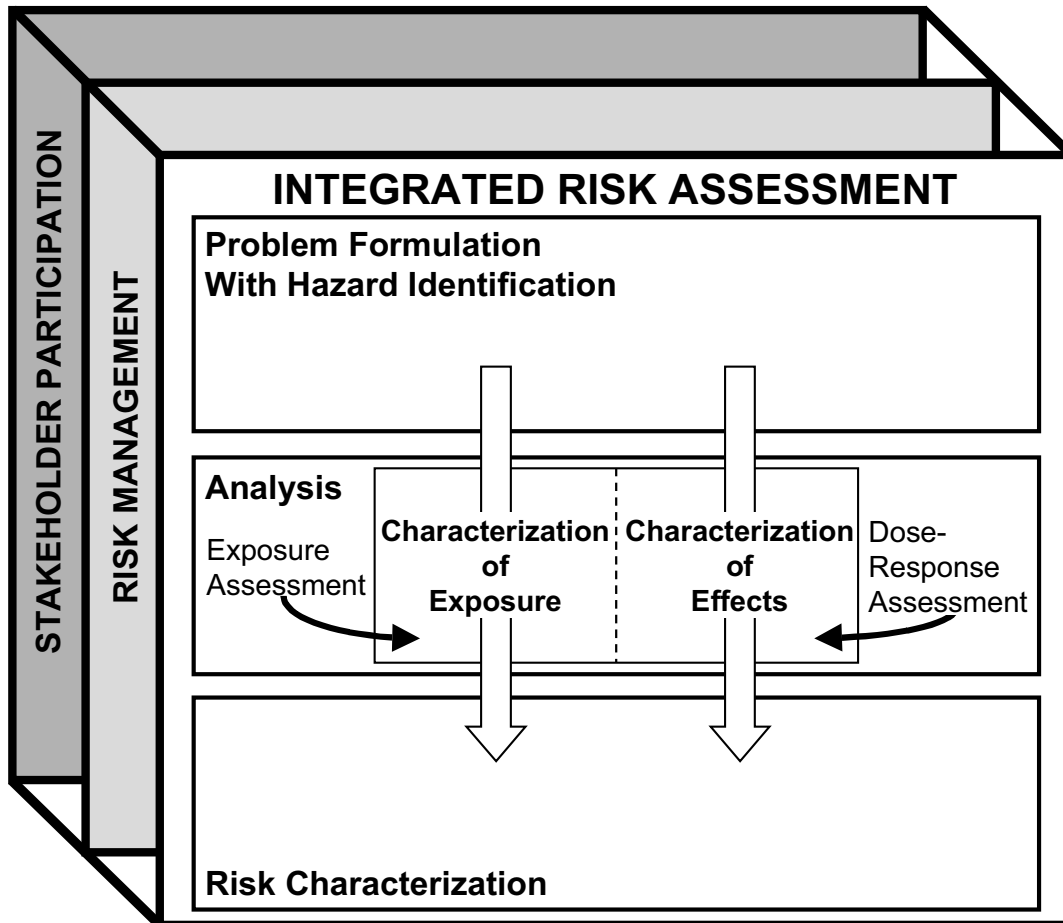 STAKEHOLDER PARTICIPATION
RISK MANAGEMENT
INTEGRATED RISK ASSESSMENT
Problem Formulation
With Hazard Identification
Analysis
Exposure
Assessment
Characterization
of
Exposure
Characterization
of
Effects
Dose-
Response
Assessment
Risk Characterization